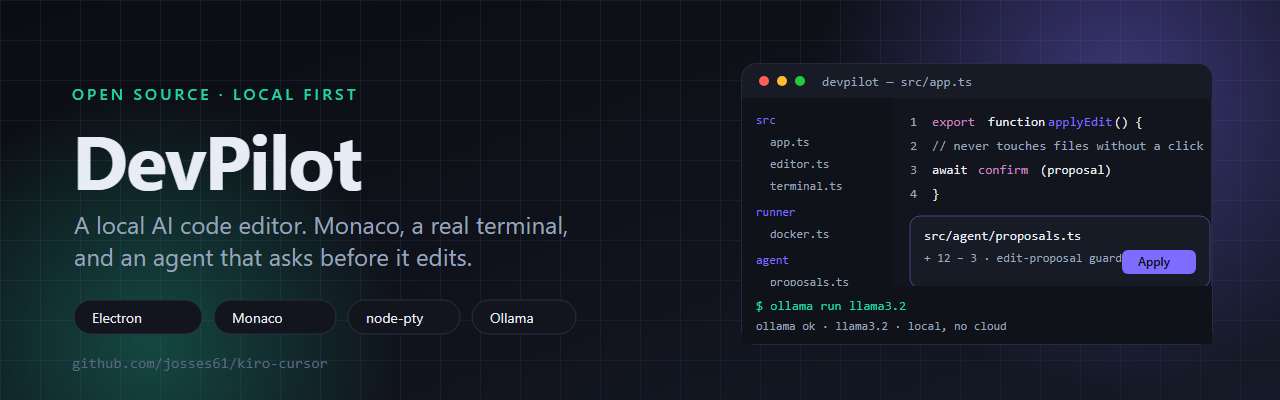 OPEN SOURCE · LOCAL FIRST
DevPilot
A local AI code editor. Monaco, a real terminal,
and an agent that asks before it edits.
Electron
Monaco
node-pty
Ollama
github.com/josses61/kiro-cursor
devpilot — src/app.ts
src
app.ts
editor.ts
terminal.ts
runner
docker.ts
agent
proposals.ts
1 export function applyEdit() {
2 // never touches files without a click
3 await confirm (proposal)
4 }
src/agent/proposals.ts
+ 12 − 3 · edit-proposal guard
Apply
$ ollama run llama3.2
ollama ok · llama3.2 · local, no cloud